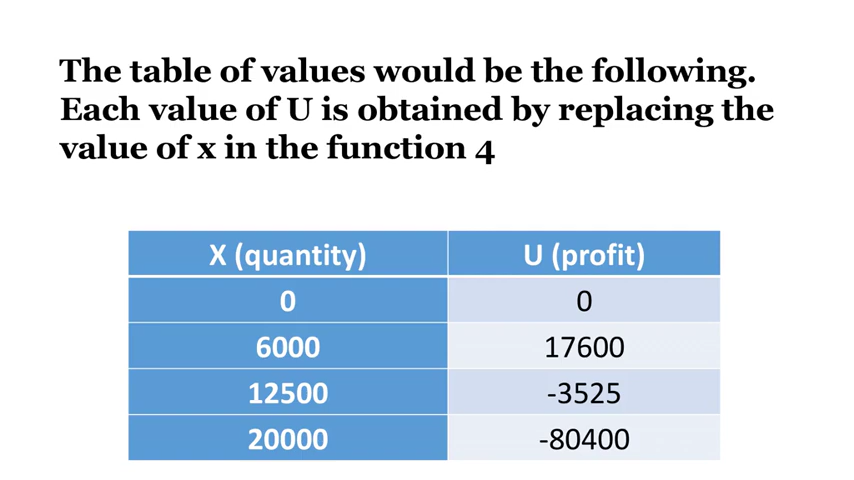 The table of values would be the following.
Each value of U is obtained by replacing the
value of x in the function 4
X (quantity) U (profit)
0 0
6000 17600
12500 -3525
20000 -80400